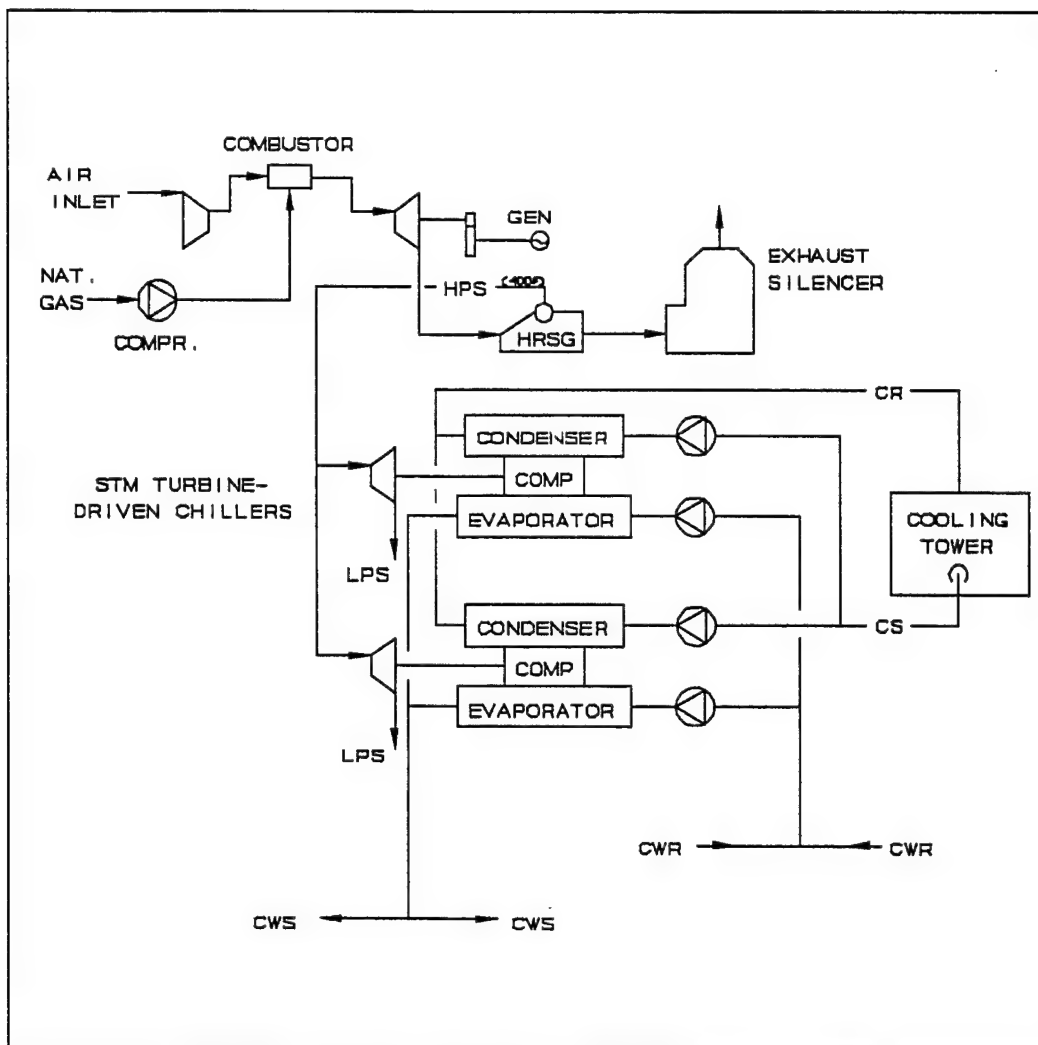 COMBUSTOR
AIR
INLET
GEN
NAT.
GAS
COMPR.
EXHAUST
SILENCER
HPS
HRSG
CR
CONDENSER
COMP
EVAPORATOR
STM TURBINE-
DRIVEN CHILLERS
COOLING
TOWER
LPS
CONDENSER
CS
COMP
EVAPORATOR
LPS
CWR
CWR
CWS
CWS